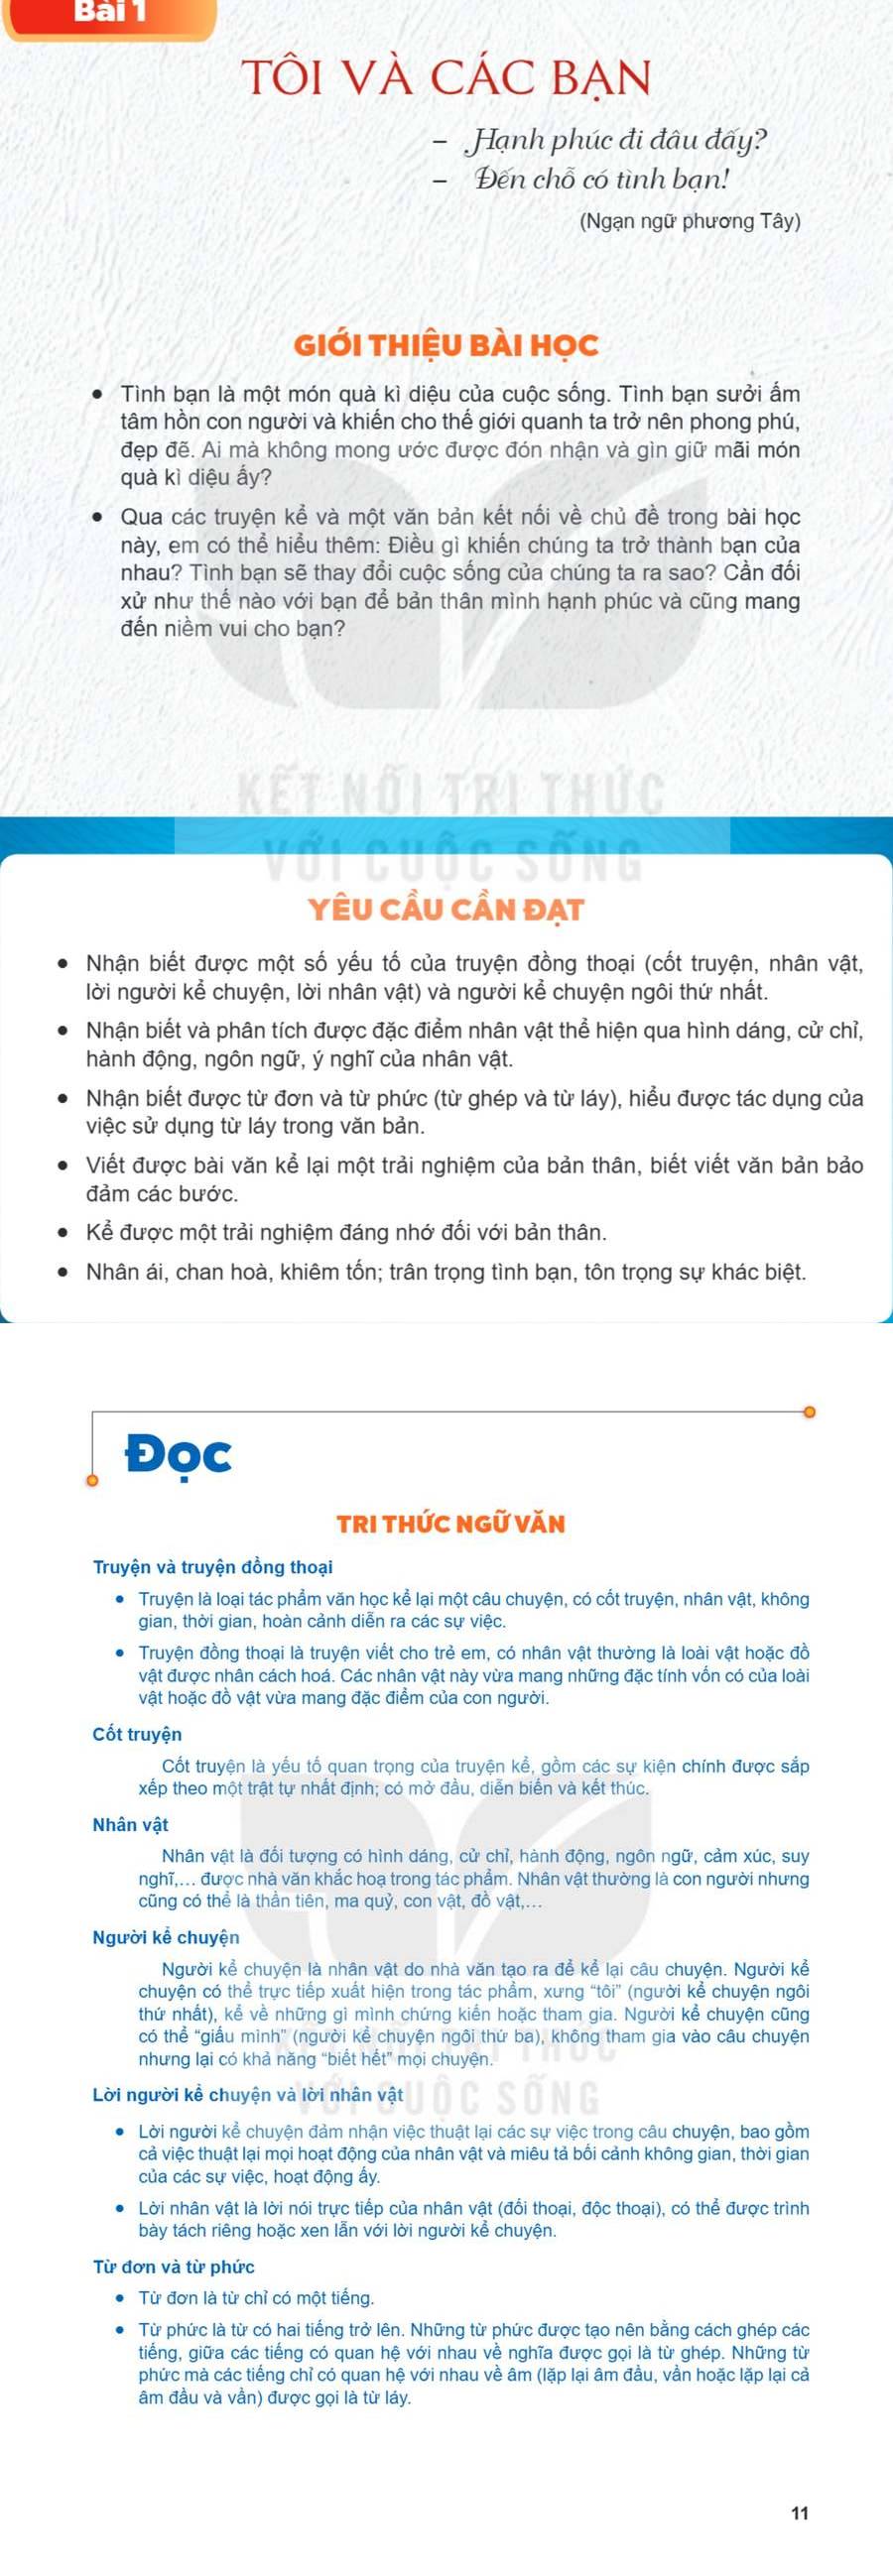 Bài 1
TÔI VÀ CÁC BẠN
– Hạnh phúc đi đâu đấy?
– Đến chỗ có tình bạn!
(Ngạn ngữ phương Tây)
GIỚI THIỆU BÀI HỌC
• Tình bạn là một món quà kì diệu của cuộc sống. Tình bạn sưởi ấm
tâm hồn con người và khiến cho thế giới quanh ta trở nên phong phú,
đẹp đẽ. Ai mà không mong ước được đón nhận và gìn giữ mãi món
quà kì diệu ấy?
• Qua các truyện kể và một văn bản kết nối về chủ đề trong bài học
này, em có thể hiểu thêm: Điều gì khiến chúng ta trở thành bạn của
nhau? Tình bạn sẽ thay đổi cuộc sống của chúng ta ra sao? Cần đối
xử như thế nào với bạn để bản thân mình hạnh phúc và cũng mang
đến niềm vui cho bạn?
KẾT NỐI TRI THỨC
VỚI CUỘC SỐNG
YÊU CẦU CẦN ĐẠT
• Nhận biết được một số yếu tố của truyện đồng thoại (cốt truyện, nhân vật,
lời người kể chuyện, lời nhân vật) và người kể chuyện ngôi thứ nhất.
• Nhận biết và phân tích được đặc điểm nhân vật thể hiện qua hình dáng, cử chỉ,
hành động, ngôn ngữ, ý nghĩ của nhân vật.
• Nhận biết được từ đơn và từ phức (từ ghép và từ láy), hiểu được tác dụng của
việc sử dụng từ láy trong văn bản.
• Viết được bài văn kể lại một trải nghiệm của bản thân, biết viết văn bản bảo
đảm các bước.
• Kể được một trải nghiệm đáng nhớ đối với bản thân.
• Nhân ái, chan hoà, khiêm tốn; trân trọng tình bạn, tôn trọng sự khác biệt.
Đọc
TRI THỨC NGỮ VĂN
Truyện và truyện đồng thoại
• Truyện là loại tác phẩm văn học kể lại một câu chuyện, có cốt truyện, nhân vật, không
gian, thời gian, hoàn cảnh diễn ra các sự việc.
• Truyện đồng thoại là truyện viết cho trẻ em, có nhân vật thường là loài vật hoặc đồ
vật được nhân cách hoá. Các nhân vật này vừa mang những đặc tính vốn có của loài
vật hoặc đồ vật vừa mang đặc điểm của con người.
Cốt truyện
Cốt truyện là yếu tố quan trọng của truyện kể, gồm các sự kiện chính được sắp
xếp theo một trật tự nhất định; có mở đầu, diễn biến và kết thúc.
Nhân vật
Nhân vật là đối tượng có hình dáng, cử chỉ, hành động, ngôn ngữ, cảm xúc, suy
nghĩ,... được nhà văn khắc hoạ trong tác phẩm. Nhân vật thường là con người nhưng
cũng có thể là thần tiên, ma quỷ, con vật, đồ vật,...
Người kể chuyện
Người kể chuyện là nhân vật do nhà văn tạo ra để kể lại câu chuyện. Người kể
chuyện có thể trực tiếp xuất hiện trong tác phẩm, xưng “tôi” (người kể chuyện ngôi
thứ nhất), kể về những gì mình chứng kiến hoặc tham gia. Người kể chuyện cũng
có thể “giấu mình” (người kể chuyện ngôi thứ ba), không tham gia vào câu chuyện
nhưng lại có khả năng “biết hết” mọi chuyện.
KẾT NỐI TRI THỨC
VỚI CUỘC SỐNG
Lời người kể chuyện và lời nhân vật
• Lời người kể chuyện đảm nhận việc thuật lại các sự việc trong câu chuyện, bao gồm
cả việc thuật lại mọi hoạt động của nhân vật và miêu tả bối cảnh không gian, thời gian
của các sự việc, hoạt động ấy.
• Lời nhân vật là lời nói trực tiếp của nhân vật (đối thoại, độc thoại), có thể được trình
bày tách riêng hoặc xen lẫn với lời người kể chuyện.
Từ đơn và từ phức
• Từ đơn là từ chỉ có một tiếng.
• Từ phức là từ có hai tiếng trở lên. Những từ phức được tạo nên bằng cách ghép các
tiếng, giữa các tiếng có quan hệ với nhau về nghĩa được gọi là từ ghép. Những từ
phức mà các tiếng chỉ có quan hệ với nhau về âm (lặp lại âm đầu, vần hoặc lặp lại cả
âm đầu và vần) được gọi là từ láy.
11